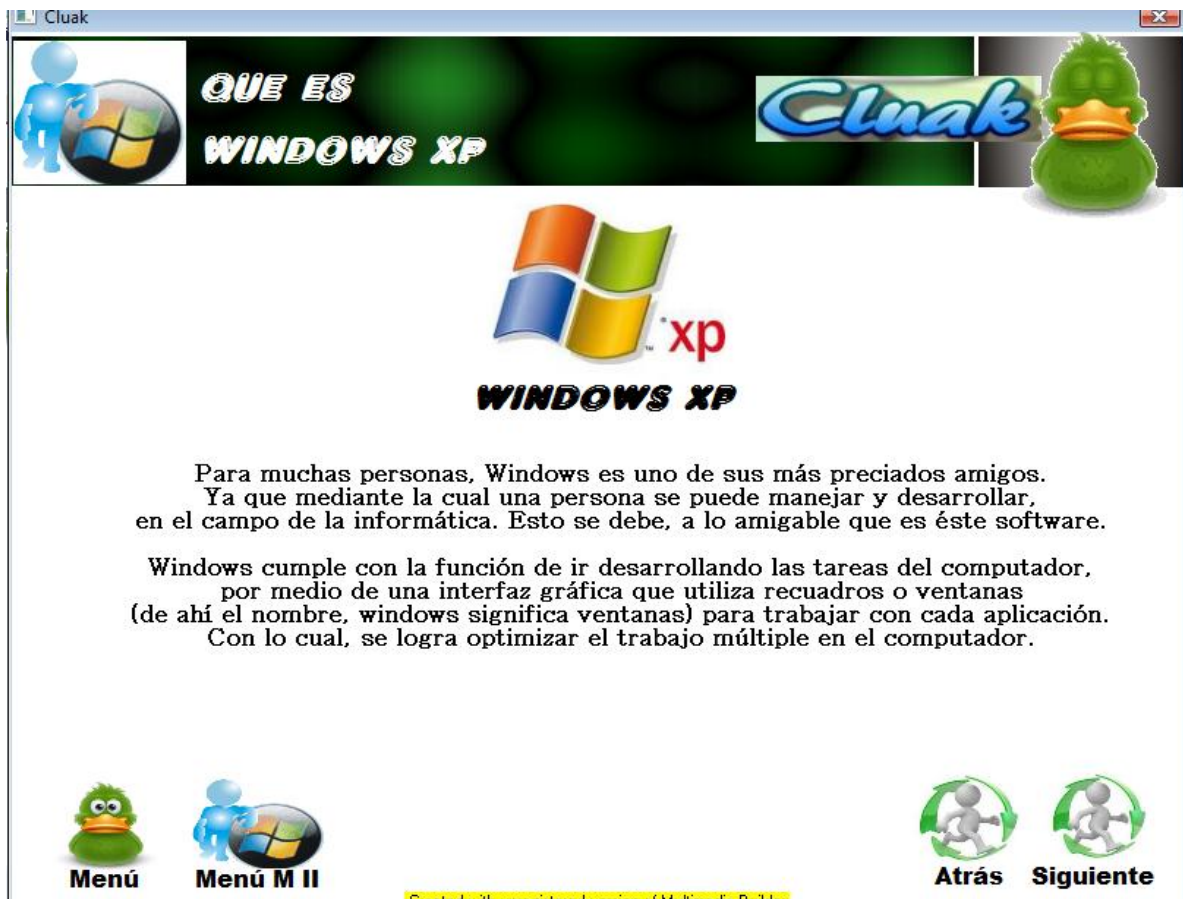 Cluak
QUE ES
WINDOWS XP
Cluak
xp
WINDOWS XP
Para muchas personas, Windows es uno de sus más preciados amigos.
Ya que mediante la cual una persona se puede manejar y desarrollar,
en el campo de la informática. Esto se debe, a lo amigable que es éste software.
Windows cumple con la función de ir desarrollando las tareas del computador,
por medio de una interfaz gráfica que utiliza recuadros o ventanas
(de ahí el nombre, windows significa ventanas) para trabajar con cada aplicación.
Con lo cual, se logra optimizar el trabajo múltiple en el computador.
Menú
Menú M II
Atrás
Siguiente